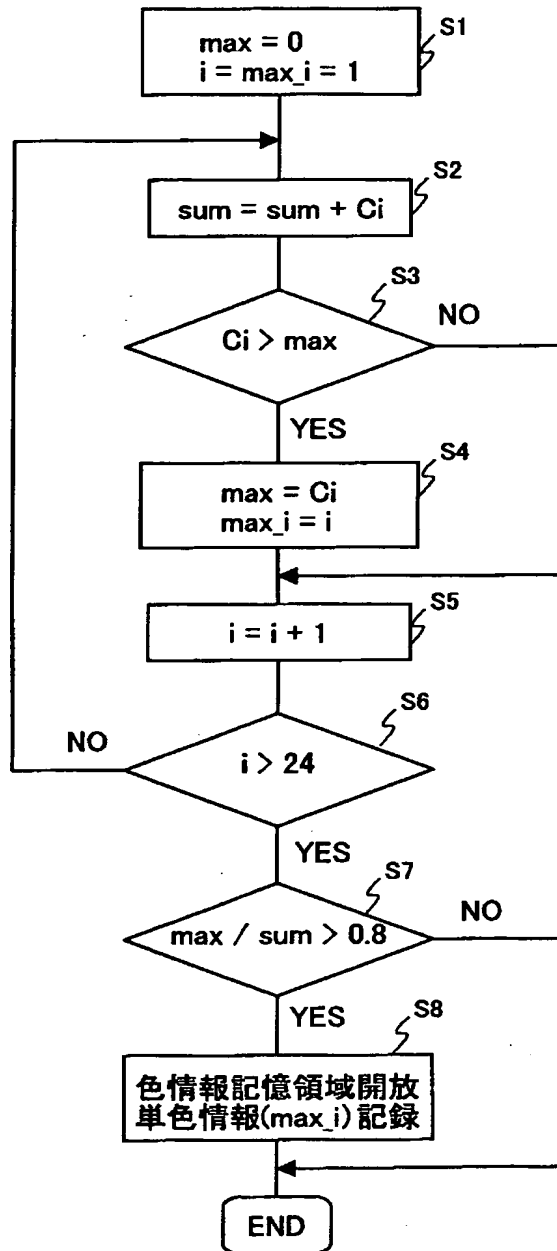 S1
max = 0
i = max_i = 1
S2
sum = sum + Ci
S3
Ci > max
NO
YES
S4
max = Ci
max_i = i
S5
i = i + 1
S6
NO
i > 24
YES
S7
max / sum > 0.8
NO
YES
S8
色情報記憶領域開放
単色情報(max_i)記録
END